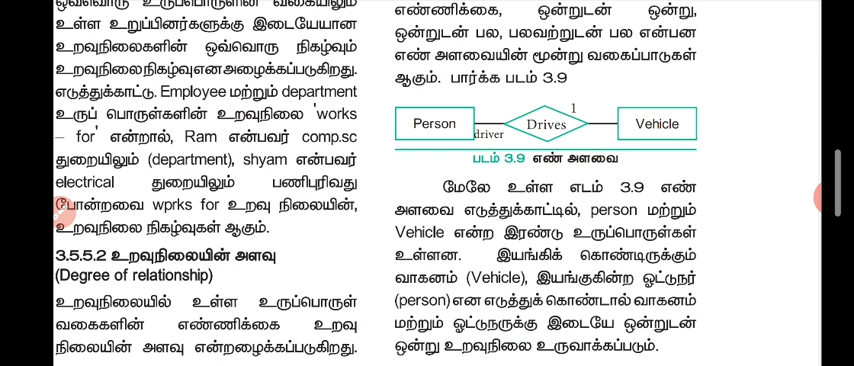 ஒவ்வொரு உருப்பொருளின் வகையிலும்
உள்ள உறுப்பினர்களுக்கு இடையேயான
உறவுநிலைகளின் ஒவ்வொரு நிகழ்வும்
உறவுநிலை நிகழ்வு என அழைக்கப்படுகிறது.
எடுத்துக்காட்டு. Employee மற்றும் department
உருப் பொருள்களின் உறவுநிலை 'works
– for' என்றால், Ram என்பவர் comp.sc
துறையிலும் (department), shyam என்பவர்
electrical துறையிலும் பணிபுரிவது
போன்றவை wprks for உறவு நிலையின்,
உறவுநிலை நிகழ்வுகள் ஆகும்.
3.5.5.2 உறவுநிலையின் அளவு
(Degree of relationship)
உறவுநிலையில் உள்ள உருப்பொருள்
வகைகளின் எண்ணிக்கை உறவு
நிலையின் அளவு என்றழைக்கப்படுகிறது.
எண்ணிக்கை, ஒன்றுடன் ஒன்று,
ஒன்றுடன் பல, பலவற்றுடன் பல என்பன
எண் அளவையின் மூன்று வகைப்பாடுகள்
ஆகும். பார்க்க படம் 3.9
Person
driver
Drives
1
Vehicle
படம் 3.9 எண் அளவை
மேலே உள்ள எடம் 3.9 எண்
அளவை எடுத்துக்காட்டில், person மற்றும்
Vehicle என்ற இரண்டு உருப்பொருள்கள்
உள்ளன. இயங்கிக் கொண்டிருக்கும்
வாகனம் (Vehicle), இயங்குகின்ற ஓட்டுநர்
(person) என எடுத்துக் கொண்டால் வாகனம்
மற்றும் ஓட்டுநருக்கு இடையே ஒன்றுடன்
ஒன்று உறவுநிலை உருவாக்கப்படும்.